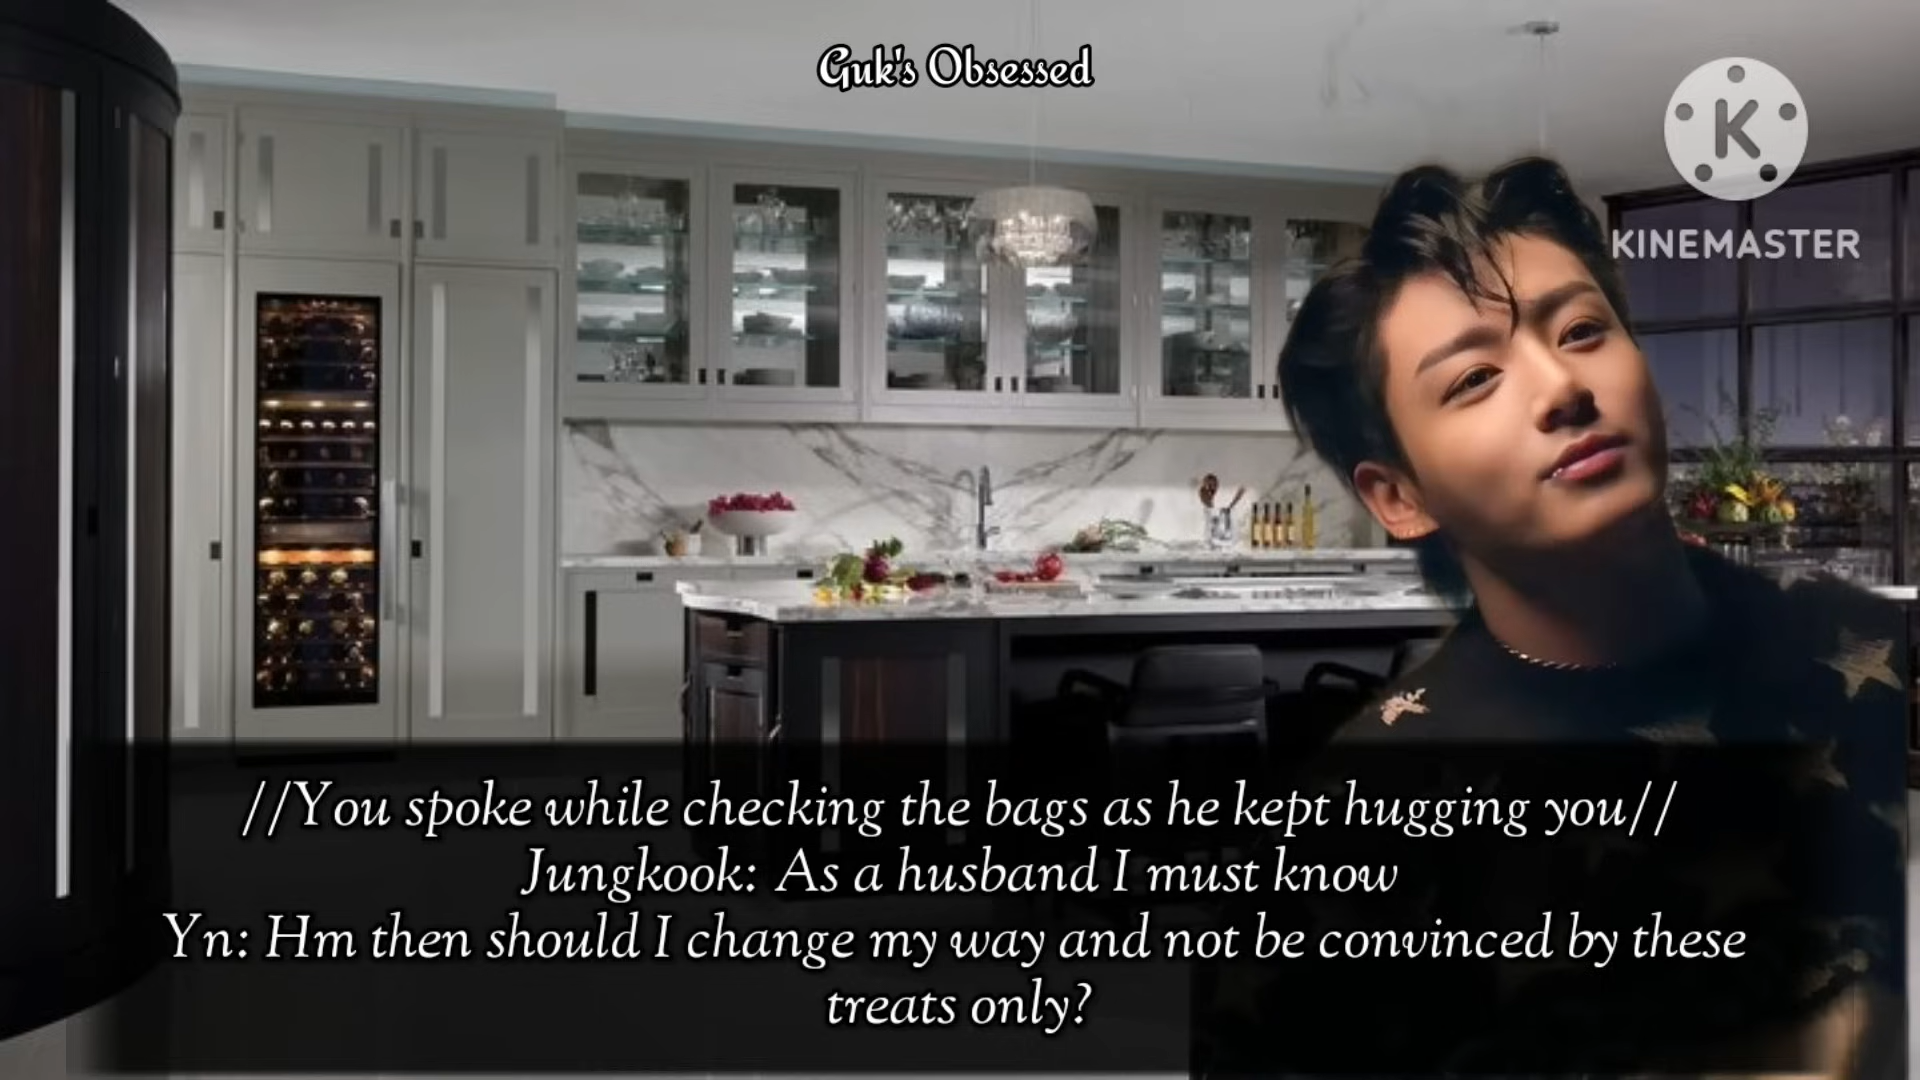 Guk's Obsessed
K
KINEMASTER
//You spoke while checking the bags as he kept hugging you//
Jungkook: As a husband I must know
Yn: Hm then should I change my way and not be convinced by these
treats only?